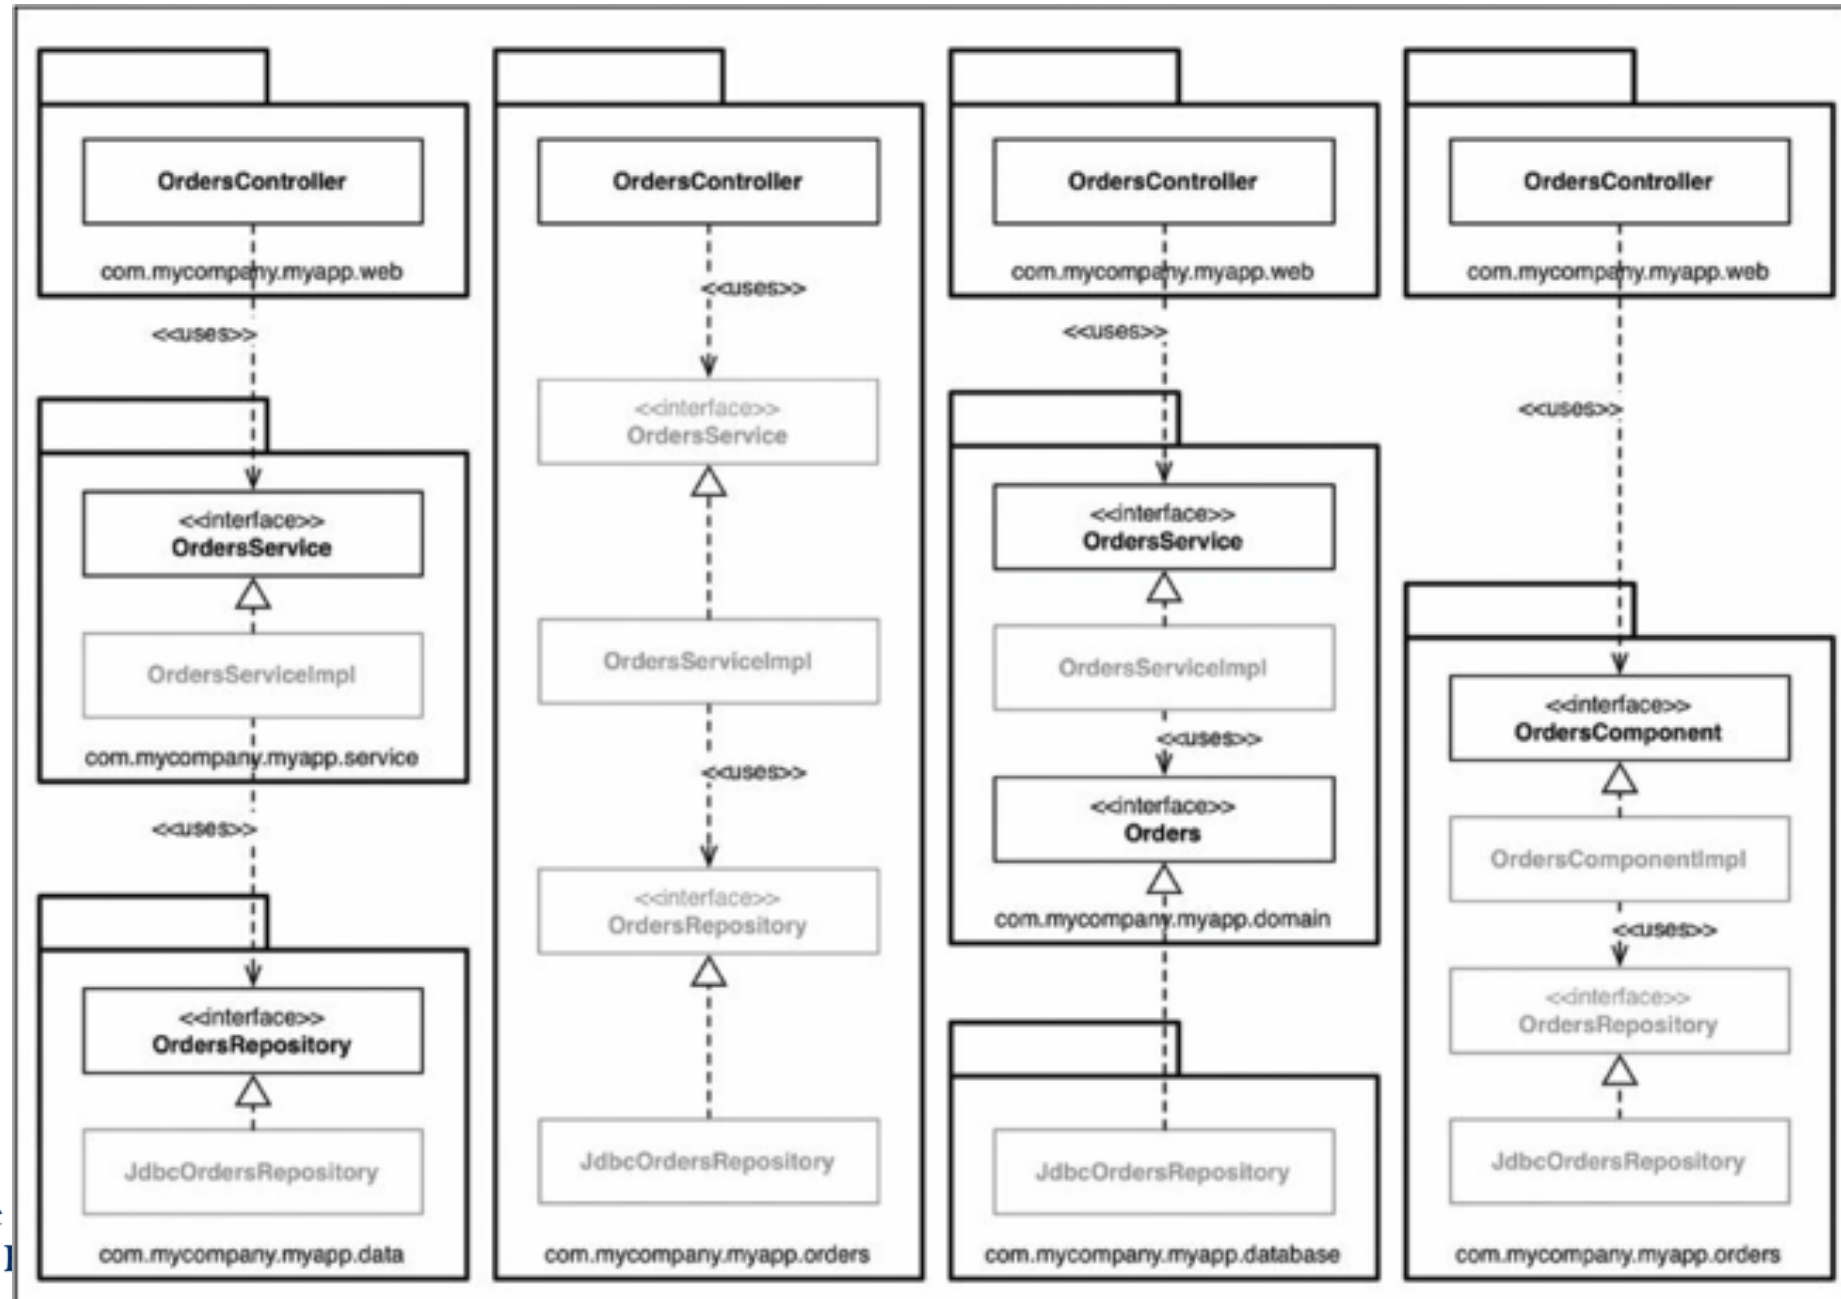 OrdersController
com.mycompany.myapp.web
<<uses>>
<<interface>>
OrdersService
OrdersServiceImpl
com.mycompany.myapp.service
<<uses>>
<<interface>>
OrdersRepository
JdbcOrdersRepository
com.mycompany.myapp.data
OrdersController
<<uses>>
<<interface>>
OrdersService
OrdersServiceImpl
<<uses>>
<<interface>>
OrdersRepository
JdbcOrdersRepository
com.mycompany.myapp.orders
OrdersController
com.mycompany.myapp.web
<<uses>>
<<interface>>
OrdersService
OrdersServiceImpl
<<uses>>
<<interface>>
Orders
com.mycompany.myapp.domain
JdbcOrdersRepository
com.mycompany.myapp.database
OrdersController
com.mycompany.myapp.web
<<uses>>
<<interface>>
OrdersComponent
OrdersComponentImpl
<<uses>>
<<interface>>
OrdersRepository
JdbcOrdersRepository
com.mycompany.myapp.orders